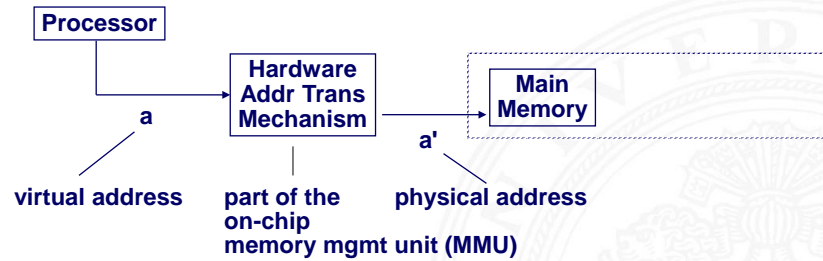 Processor
Hardware
Addr Trans
Mechanism
Main
Memory
a
a'
virtual address
part of the
on-chip
memory mgmt unit (MMU)
physical address
V E R
N